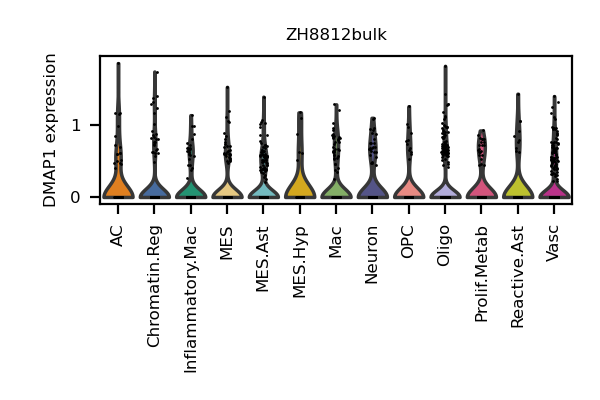 ZH8812bulk
DMAP1 expression
1
0
AC
Chromatin.Reg
Inflammatory.Mac
MES
MES.Ast
MES.Hyp
Mac
Neuron
OPC
Oligo
Prolif.Metab
Reactive.Ast
Vasc